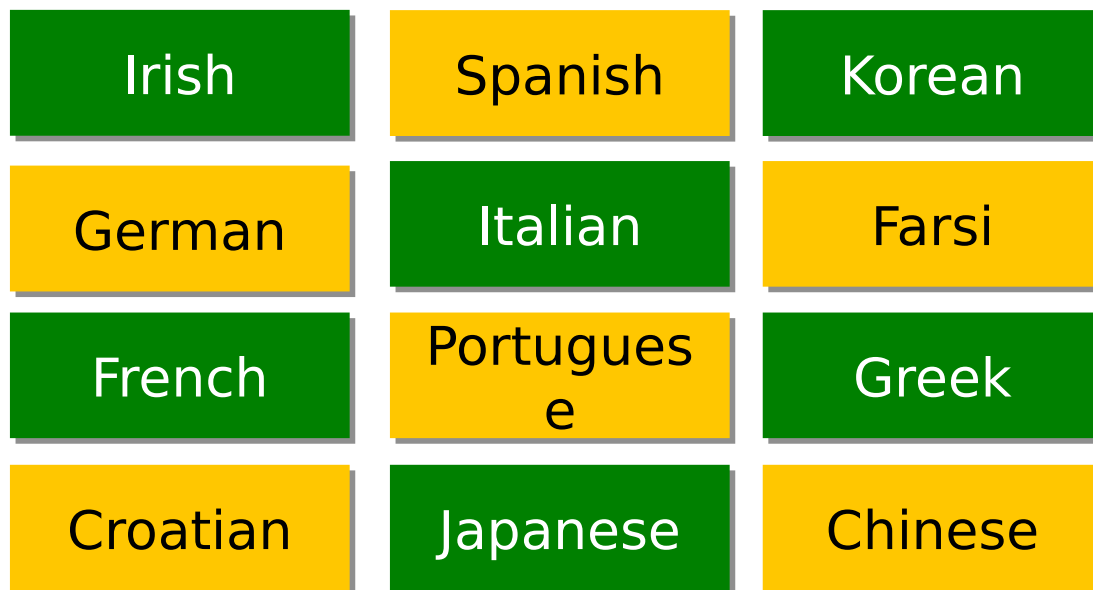 Irish
Spanish
Korean
German
Italian
Farsi
French
Portugues
e
Greek
Croatian
Japanese
Chinese